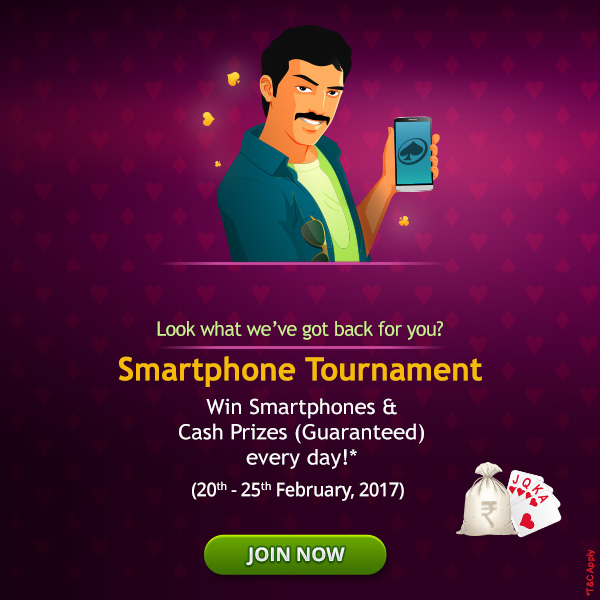 Look what we've got back for you?
Smartphone Tournament
Win Smartphones &
Cash Prizes (Guaranteed)
every day!*
(20th - 25th February, 2017)
₹
J Q K A
JOIN NOW
*T&C Apply